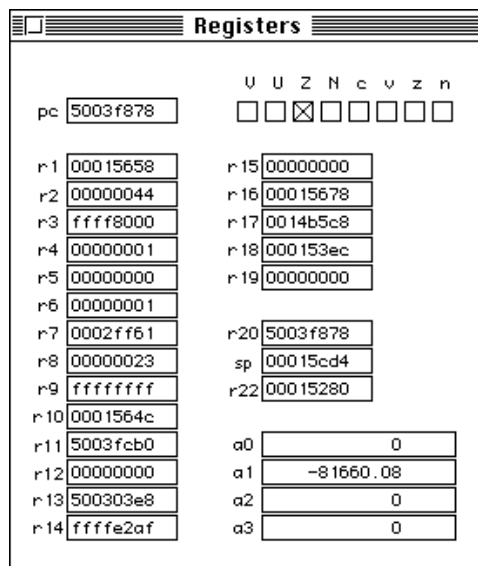 Registers
V U Z N c v z n
pc 5003f878
r1 00015658 r15 00000000
r2 00000044 r16 00015678
r3 ffff8000 r17 0014b5c8
r4 00000001 r18 000153ec
r5 00000000 r19 00000000
r6 00000001
r7 0002ff61 r20 5003f878
r8 00000023 sp 00015cd4
r9 ffffffff r22 00015280
r10 0001564c
r11 5003fcb0 a0 0
r12 00000000 a1 -81660.08
r13 500303e8 a2 0
r14 ffffe2af a3 0